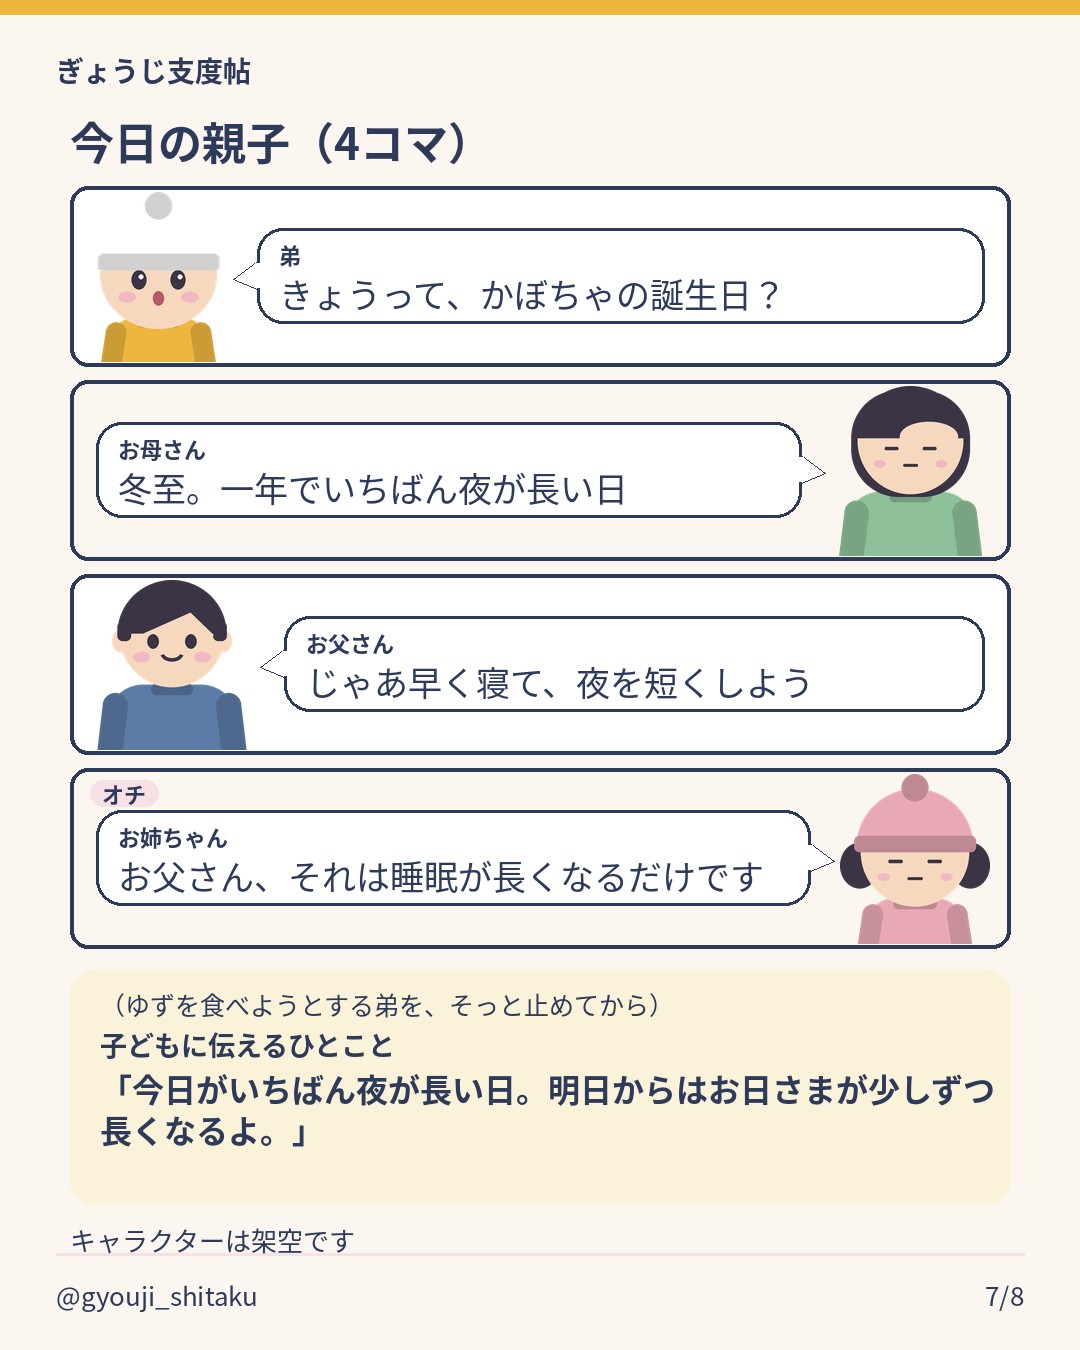 ぎょうじ支度帖
今日の親子（4コマ）
弟
きょうって、かぼちゃの誕生日？
お母さん
冬至。一年でいちばん夜が長い日
お父さん
じゃあ早く寝て、夜を短くしよう
オチ
お姉ちゃん
お父さん、それは睡眠が長くなるだけです
（ゆずを食べようとする弟を、そっと止めてから）
子どもに伝えるひとこと
「今日がいちばん夜が長い日。明日からはお日さまが少しずつ
長くなるよ。」
キャラクターは架空です
@gyouji_shitaku
7/8